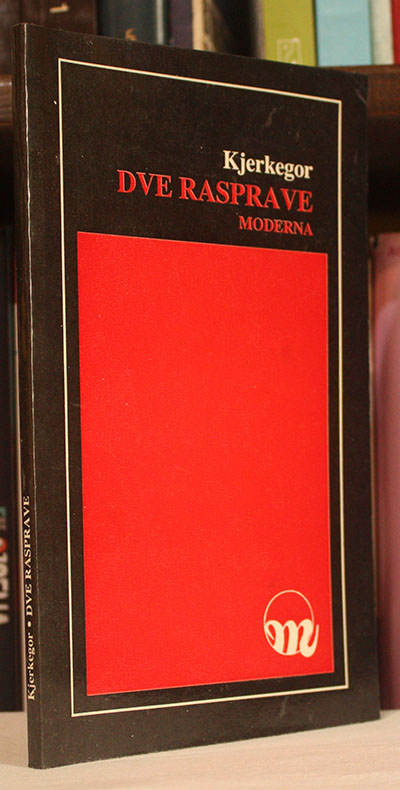 Kjerkegor
DVE RASPRAVE
MODERNA
m
Kjerkegor • DVE RASPRAVE